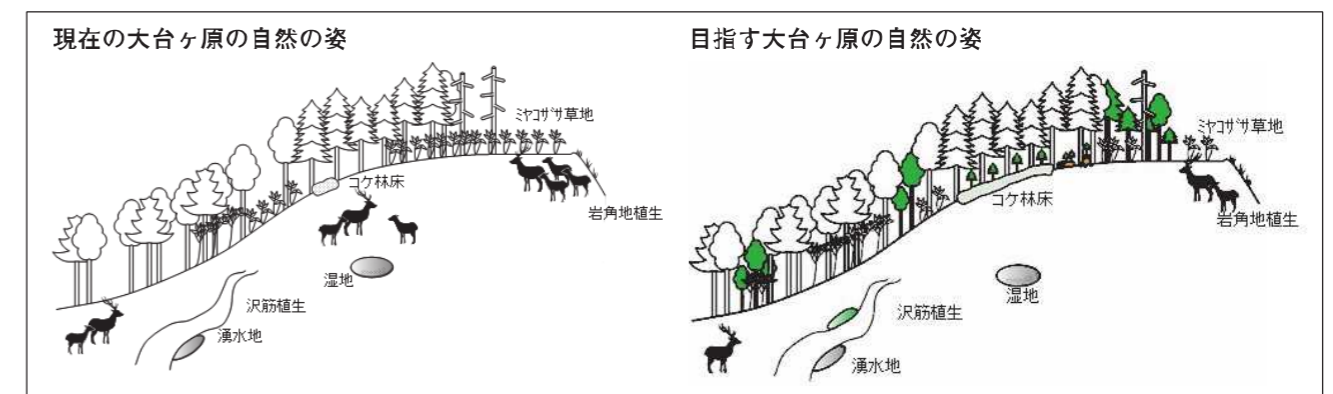 現在の大台ヶ原の自然の姿
ミヤコザサ草地
コケ林床
岩角地植生
湿地
沢筋植生
湧水地
目指す大台ヶ原の自然の姿
ミヤコザサ草地
コケ林床
岩角地植生
湿地
沢筋植生
湧水地